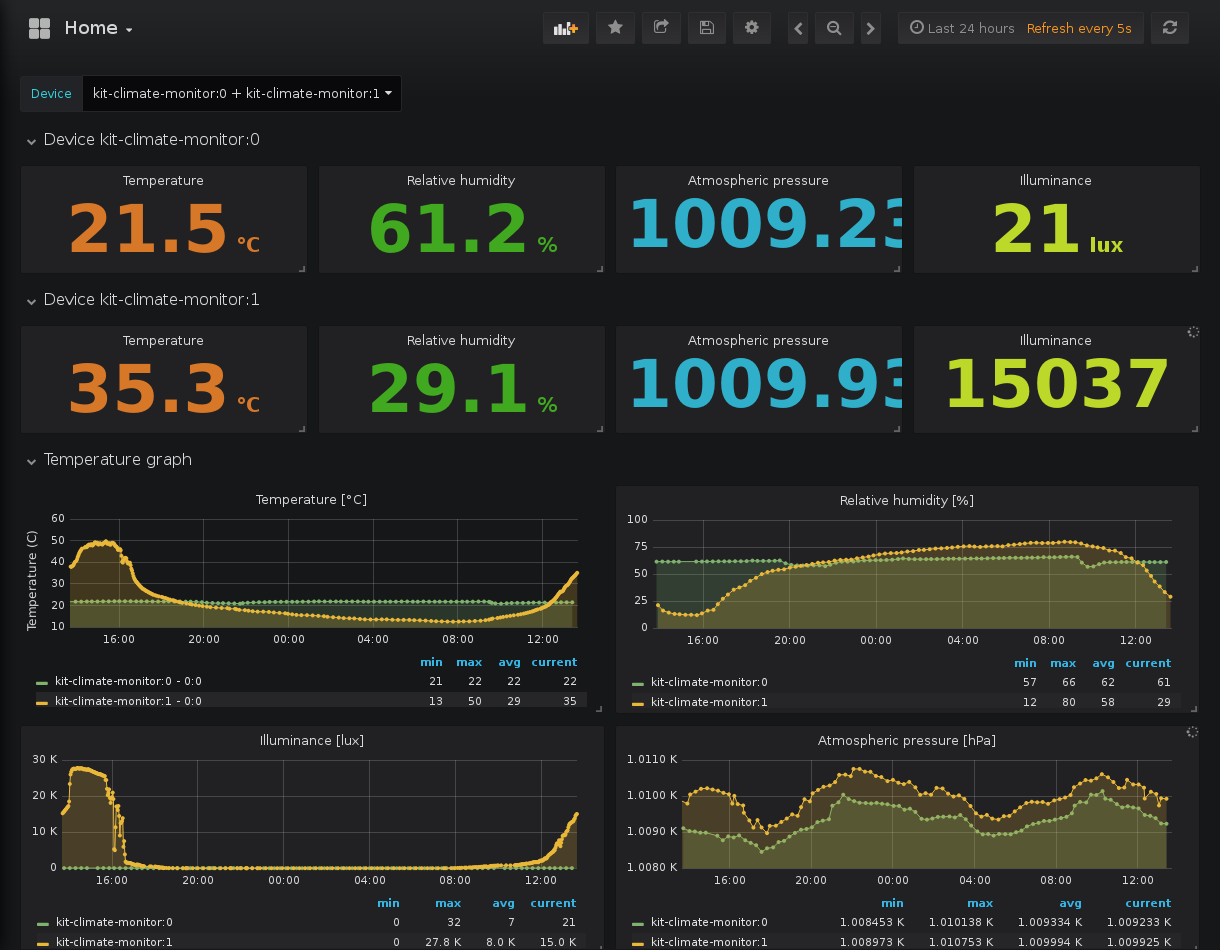 Home
Last 24 hours Refresh every 5s
Device kit-climate-monitor:0 + kit-climate-monitor:1
Device kit-climate-monitor:0
Temperature
21.5 °C
Relative humidity
61.2 %
Atmospheric pressure
1009.23
Illuminance
21 lux
Device kit-climate-monitor:1
Temperature
35.3 °C
Relative humidity
29.1 %
Atmospheric pressure
1009.93
Illuminance
15037
Temperature graph
Temperature [°C]
Temperature (C)
60
50
40
30
20
10
16:00 20:00 00:00 04:00 08:00 12:00
min max avg current
kit-climate-monitor:0 - 0:0 21 22 22 22
kit-climate-monitor:1 - 0:0 13 50 29 35
Relative humidity [%]
100
75
50
25
0
16:00 20:00 00:00 04:00 08:00 12:00
min max avg current
kit-climate-monitor:0 57 66 62 61
kit-climate-monitor:1 12 80 58 29
Illuminance [lux]
30 K
20 K
10 K
0
16:00 20:00 00:00 04:00 08:00 12:00
min max avg current
kit-climate-monitor:0 0 32 7 21
kit-climate-monitor:1 0 27.8 K 8.0 K 15.0 K
Atmospheric pressure [hPa]
1.0110 K
1.0100 K
1.0090 K
1.0080 K
16:00 20:00 00:00 04:00 08:00 12:00
min max avg current
kit-climate-monitor:0 1.008453 K 1.010138 K 1.009334 K 1.009233 K
kit-climate-monitor:1 1.008973 K 1.010753 K 1.009994 K 1.009925 K